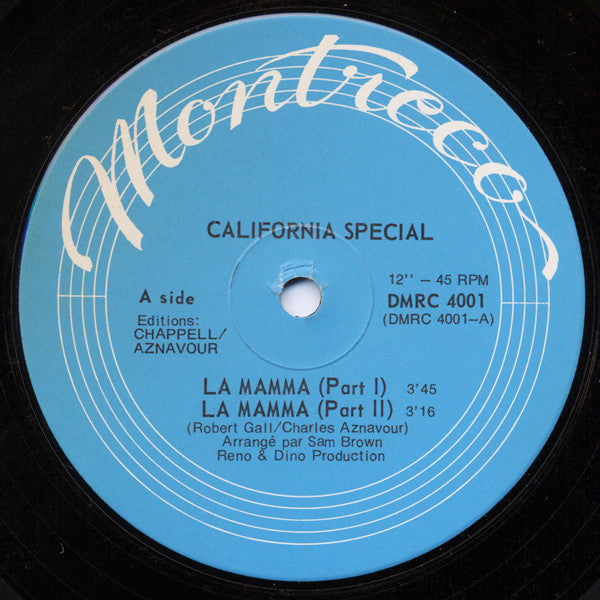 Montreco
CALIFORNIA SPECIAL
12'' – 45 RPM
A side
DMRC 4001
Editions:
(DMRC 4001–A)
CHAPPELL/
AZNAVOUR
LA MAMMA (Part I) 3'45
LA MAMMA (Part II) 3'16
(Robert Gall/Charles Aznavour)
Arrangé par Sam Brown
Reno & Dino Production